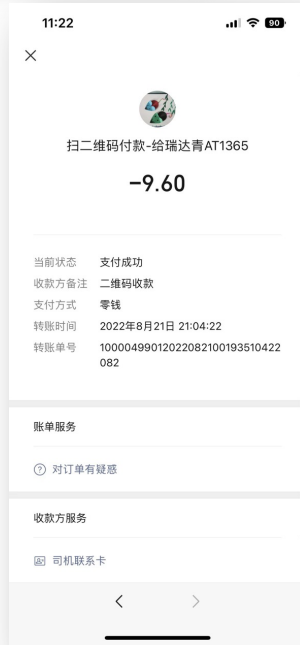 11:22
90
扫二维码付款-给瑞达青AT1365
-9.60
当前状态 支付成功
收款方备注 二维码收款
支付方式 零钱
转账时间 2022年8月21日 21:04:22
转账单号 10000499012022082100193510422
082
账单服务
对订单有疑惑
收款方服务
司机联系卡